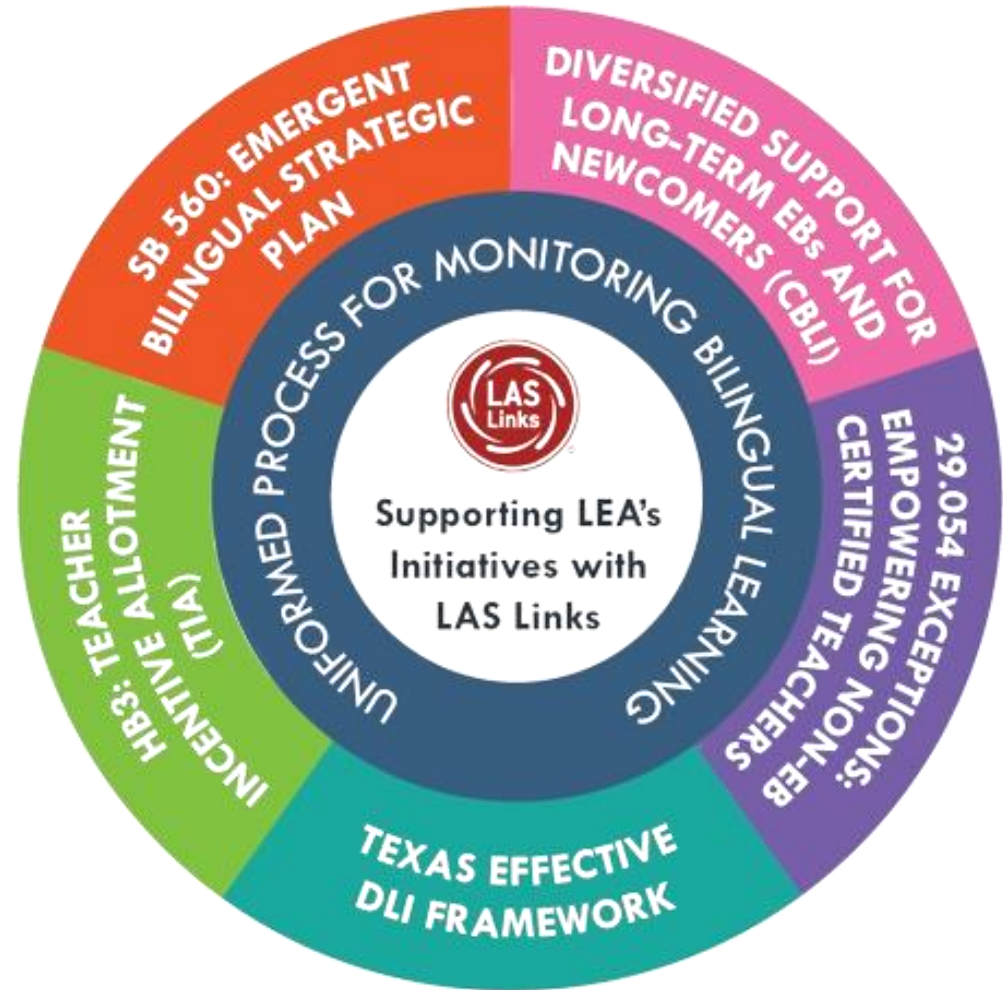 SB 560: EMERGENT
BILINGUAL STRATEGIC
PLAN
DIVERSIFIED SUPPORT FOR
LONG-TERM EBs AND
NEWCOMERS (CBLI)
29.054 EXCEPTIONS:
EMPOWERING NON-EB
CERTIFIED TEACHERS
TEXAS EFFECTIVE
DLI FRAMEWORK
HB3: TEACHER
INCENTIVE ALLOTMENT
(TIA)
UNIFORMED PROCESS FOR MONITORING BILINGUAL LEARNING
LAS
Links
Supporting LEA's
Initiatives with
LAS Links